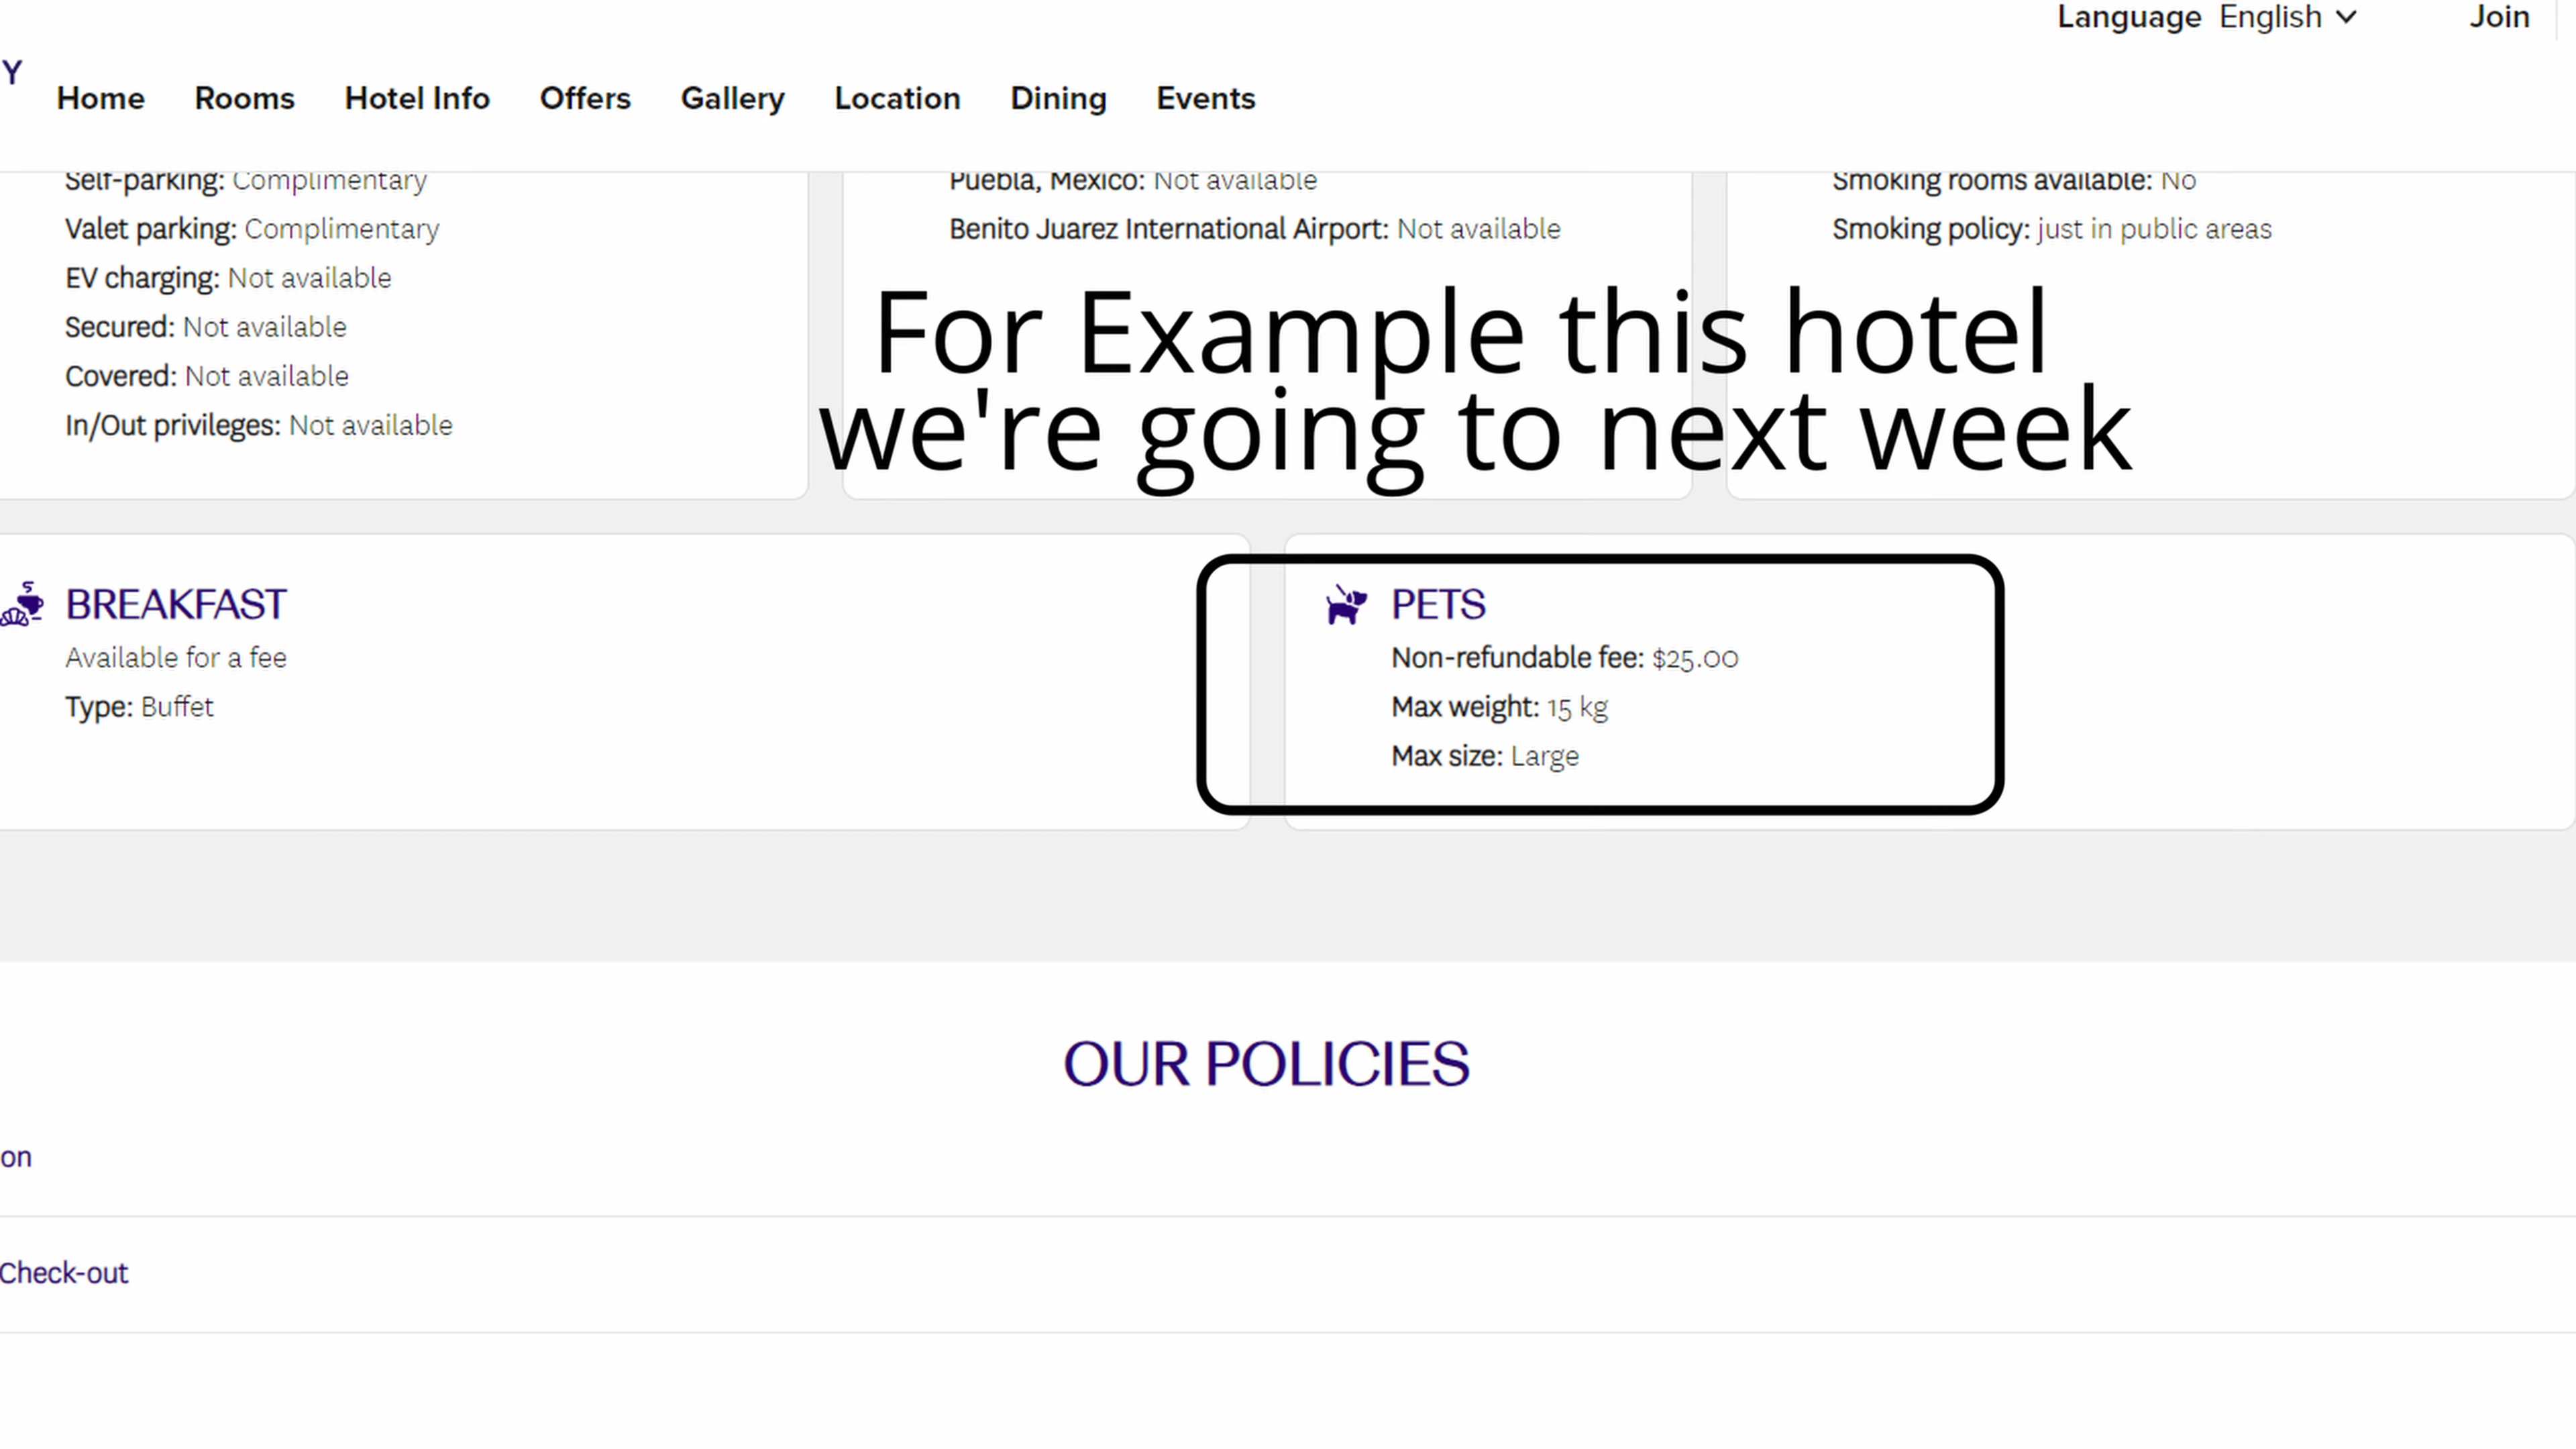 Language English
Join
Y
Home Rooms Hotel Info Offers Gallery Location Dining Events
Self-parking: Complimentary
Valet parking: Complimentary
EV charging: Not available
Secured: Not available
Covered: Not available
In/Out privileges: Not available
Puebla, Mexico: Not available
Benito Juarez International Airport: Not available
Smoking rooms available: No
Smoking policy: just in public areas
For Example this hotel
we're going to next week
BREAKFAST
Available for a fee
Type: Buffet
PETS
Non-refundable fee: $25.00
Max weight: 15 kg
Max size: Large
OUR POLICIES
on
Check-out